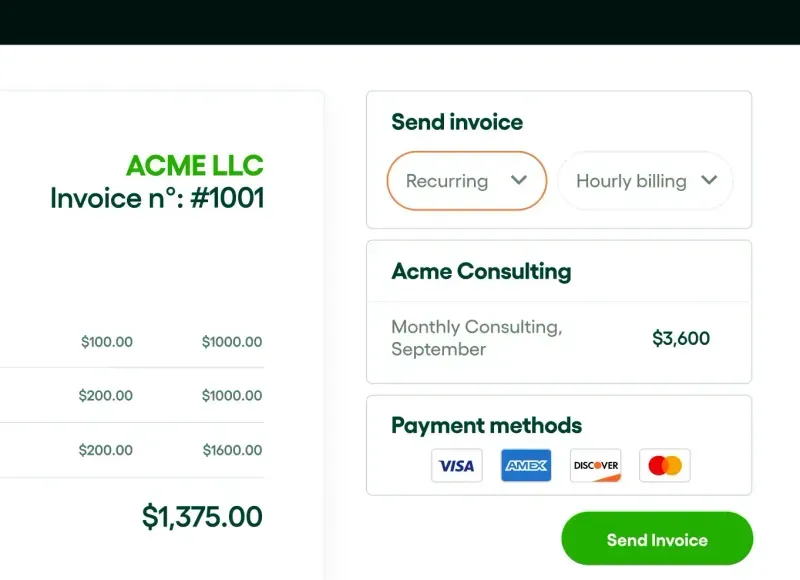 ACME LLC
Invoice n°: #1001
$100.00 $1000.00
$200.00 $1000.00
$200.00 $1600.00
$1,375.00
Send invoice
Recurring Hourly billing
Acme Consulting
Monthly Consulting,
September
$3,600
Payment methods
VISA AMEX DISCOVER
Send Invoice